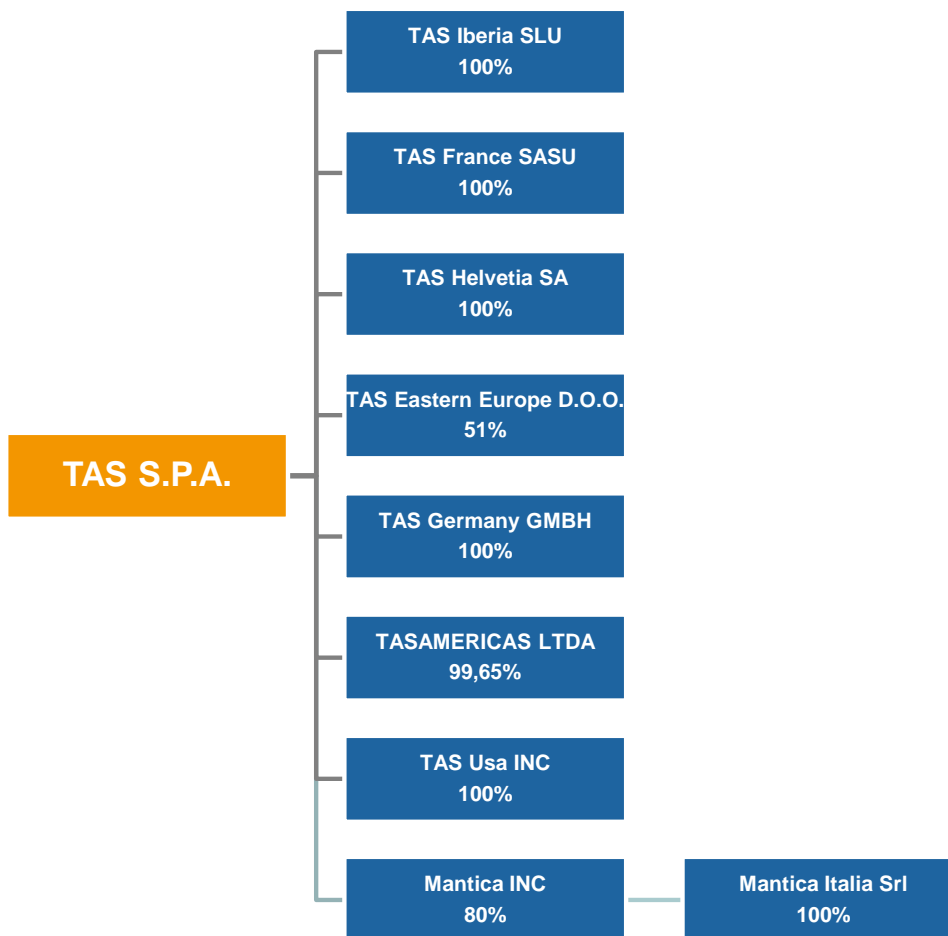 TAS Iberia SLU
100%
TAS France SASU
100%
TAS Helvetia SA
100%
TAS Eastern Europe D.O.O.
51%
TAS S.P.A.
TAS Germany GMBH
100%
TASAMERICAS LTDA
99,65%
TAS Usa INC
100%
Mantica INC
80%
Mantica Italia Srl
100%